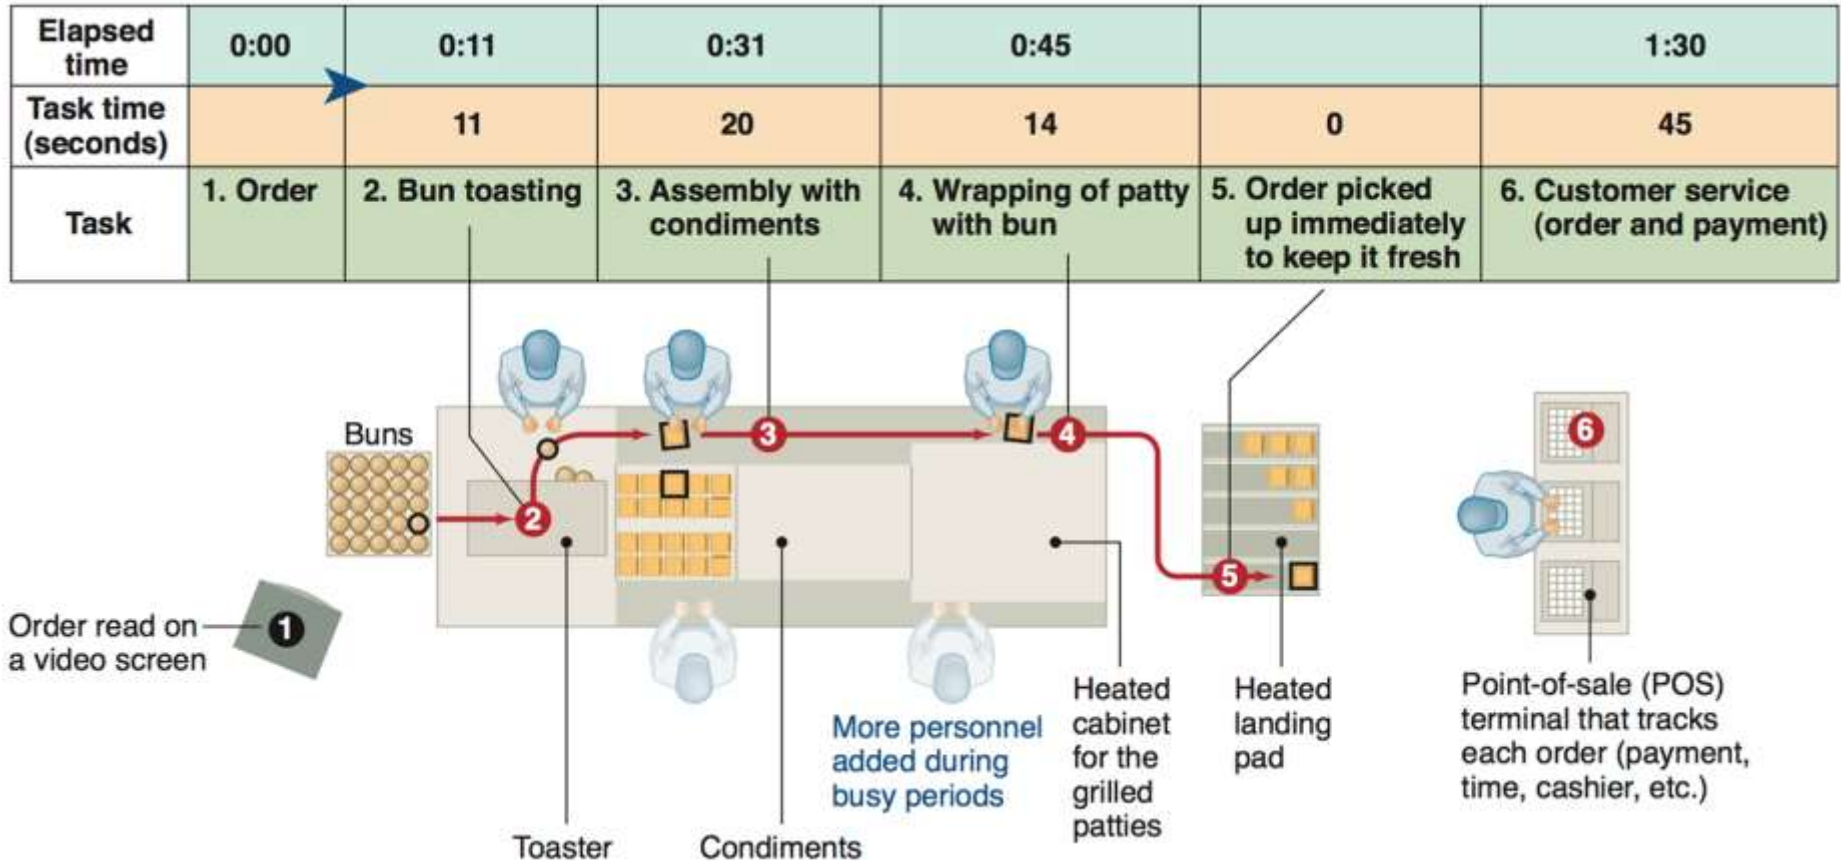 Elapsed
time
0:00
0:11
0:31
0:45
1:30
Task time
(seconds)
11
20
14
0
45
Task
1. Order
2. Bun toasting
3. Assembly with
condiments
4. Wrapping of patty
with bun
5. Order picked
up immediately
to keep it fresh
6. Customer service
(order and payment)
Buns
2
3
4
5
6
1
Order read on
a video screen
More personnel
added during
busy periods
Heated
cabinet
for the
grilled
patties
Heated
landing
pad
Point-of-sale (POS)
terminal that tracks
each order (payment,
time, cashier, etc.)
Toaster
Condiments